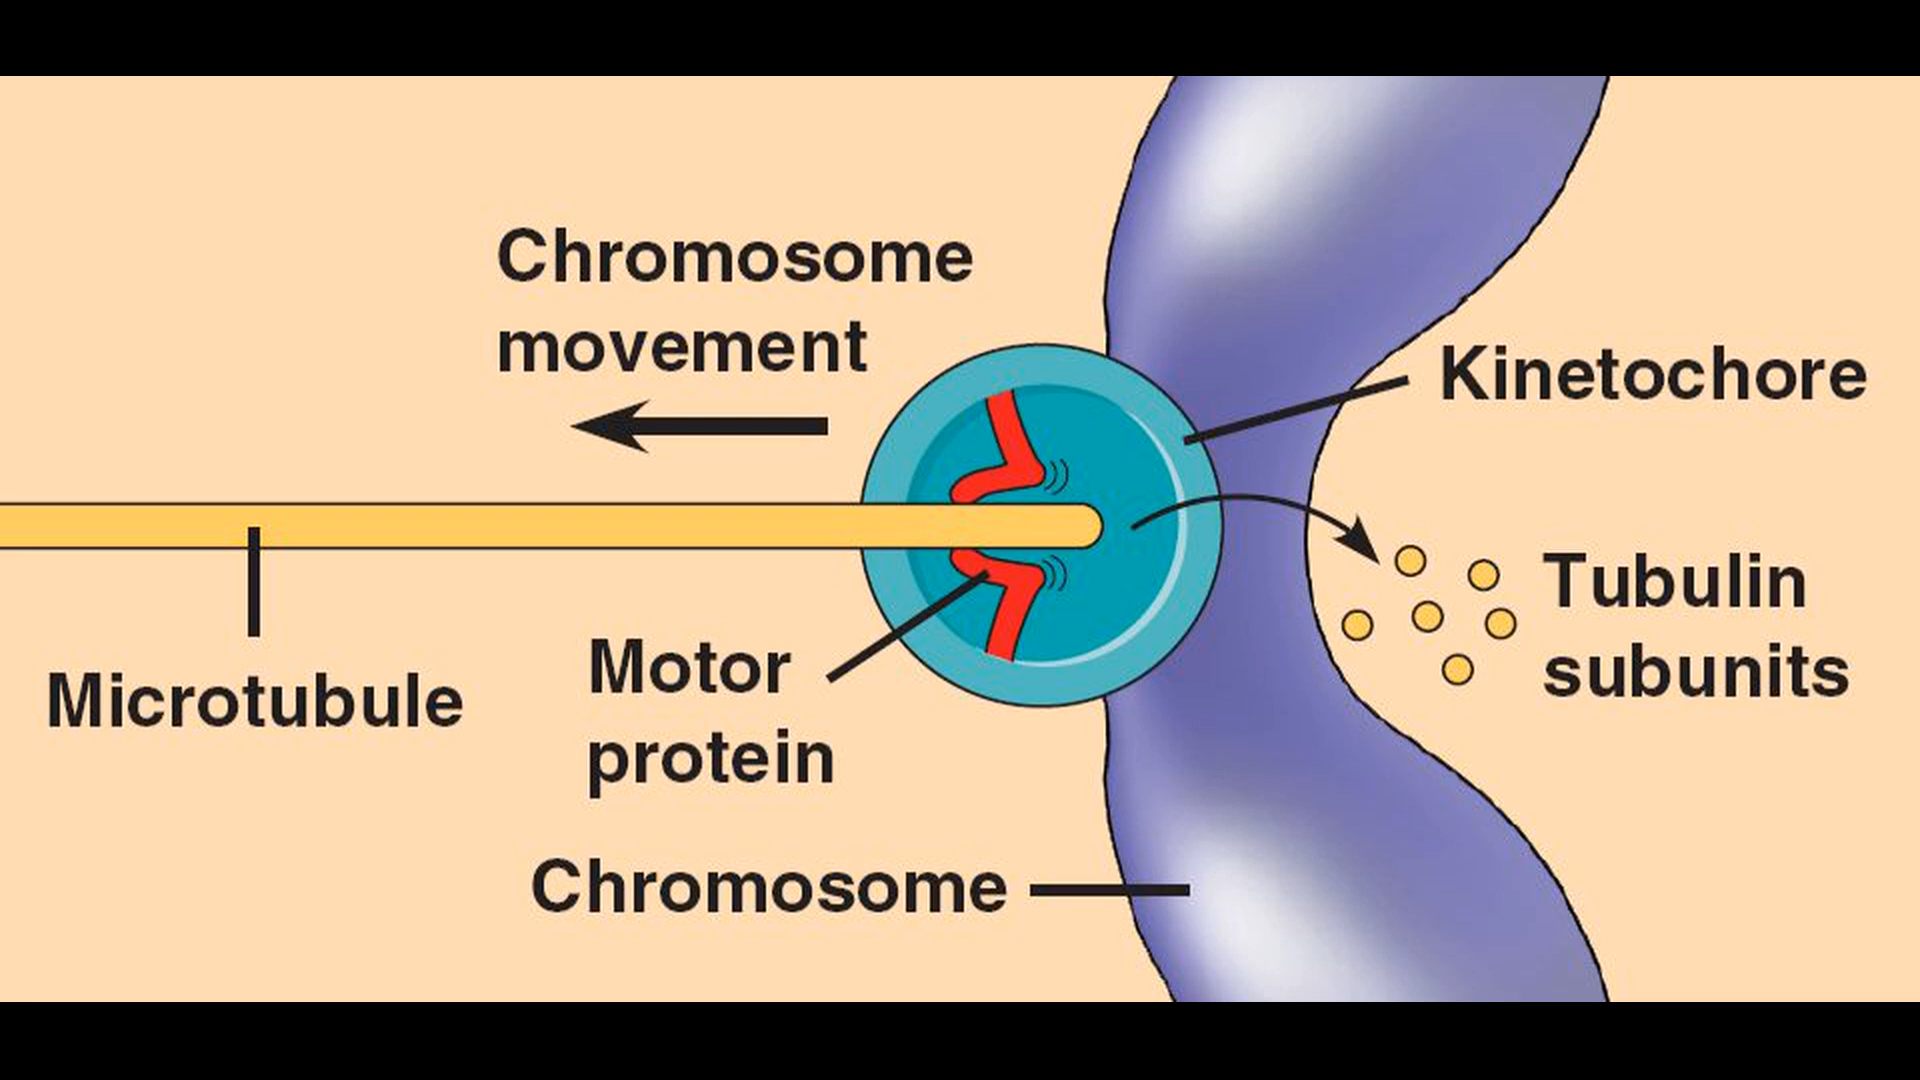 Chromosome
movement
Kinetochore
Tubulin
subunits
Microtubule
Motor
protein
Chromosome